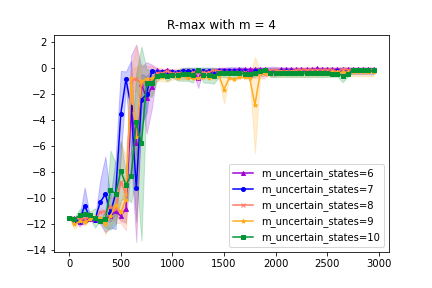 R-max with m = 4
2
0
−2
−4
−6
−8
−10
−12
−14
0
500
1000
1500
2000
2500
3000
m_uncertain_states=6
m_uncertain_states=7
m_uncertain_states=8
m_uncertain_states=9
m_uncertain_states=10